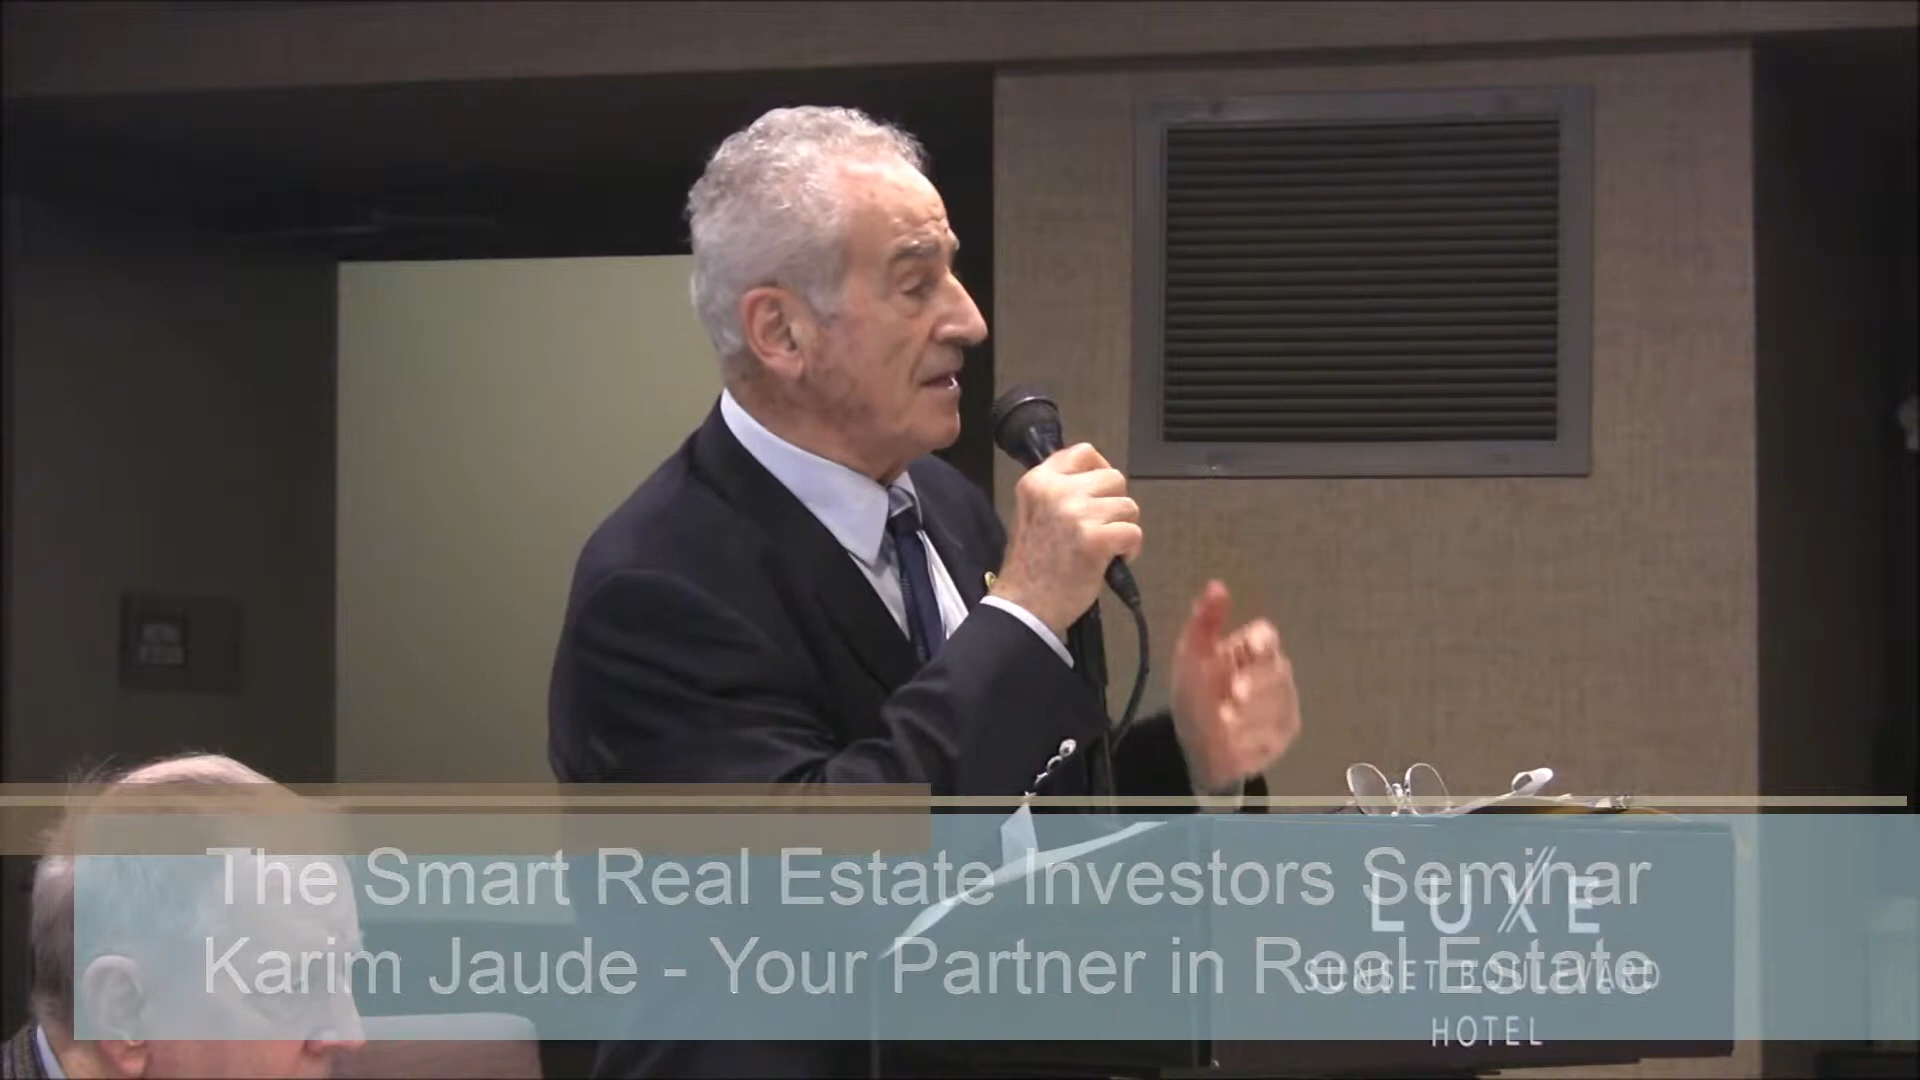 The Smart Real Estate Investors Seminar
Karim Jaude - Your Partner in Real Estate
LUXE
SUNSET BOULEVARD
HOTEL